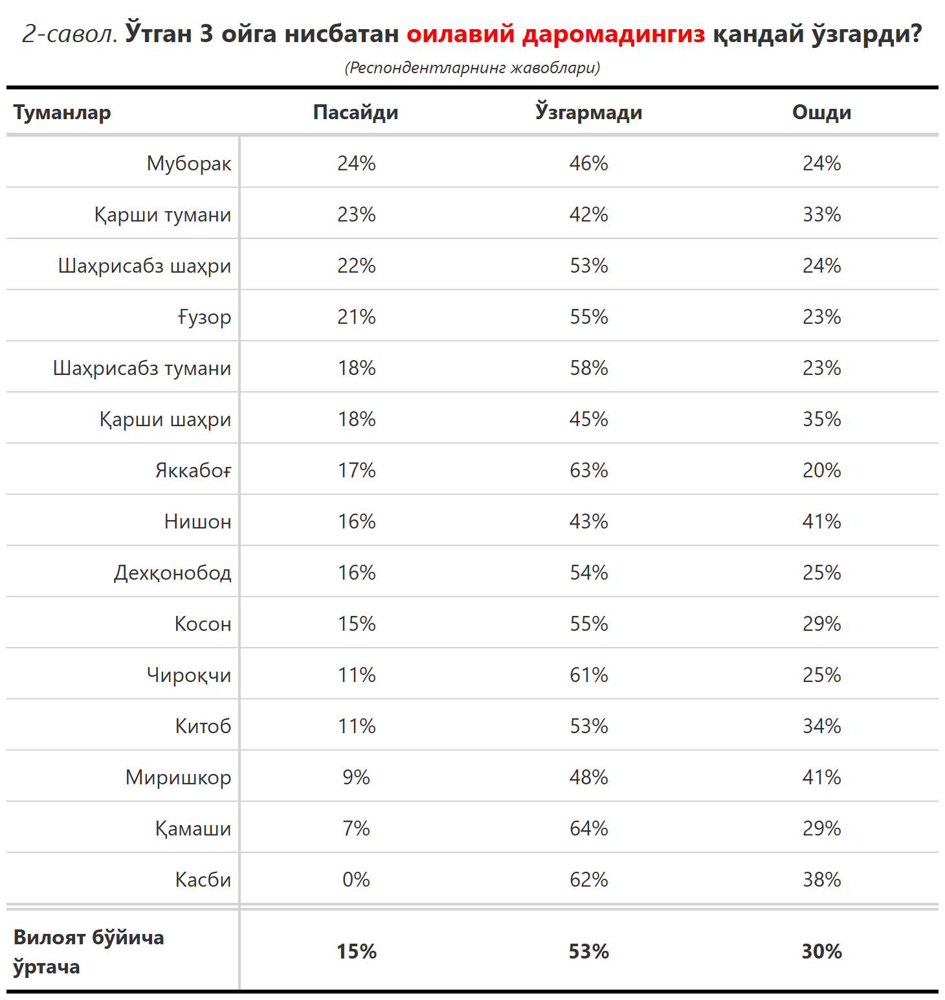 2-савол. Ўтган 3 ойга нисбатан оилавий даромадингиз қандай ўзгарди?
(Респондентларнинг жавоблари)
Туманлар Пасайди Ўзгармади Ошди
Муборак 24% 46% 24%
Қарши тумани 23% 42% 33%
Шаҳрисабз шаҳри 22% 53% 24%
Ғузор 21% 55% 23%
Шаҳрисабз тумани 18% 58% 23%
Қарши шаҳри 18% 45% 35%
Яккабоғ 17% 63% 20%
Нишон 16% 43% 41%
Дехқонобод 16% 54% 25%
Косон 15% 55% 29%
Чироқчи 11% 61% 25%
Китоб 11% 53% 34%
Миришкор 9% 48% 41%
Қамаши 7% 64% 29%
Касби 0% 62% 38%
Вилоят бўйича
ўртача 15% 53% 30%